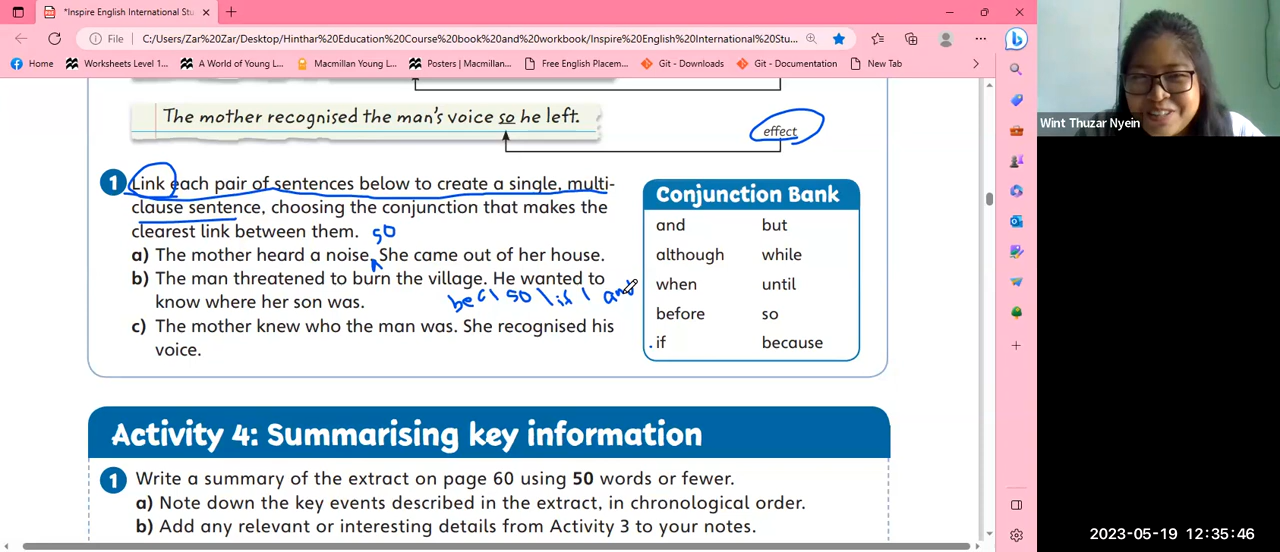 *Inspire English International Stu
File
C:/Users/Zar%20Zar/Desktop/Hinthar%20Education%20Course%20book%20and%20workbook/Inspire%20English%20International%20Stu...
Home
Worksheets Level 1...
A World of Young L...
Macmillan Young L...
Posters | Macmillan...
Free English Placem...
Git - Downloads
Git - Documentation
New Tab
Wint Thuzar Nyein
The mother recognised the man's voice so he left.
effect
1 Link each pair of sentences below to create a single, multi-
clause sentence, choosing the conjunction that makes the
clearest link between them.
so
a) The mother heard a noise. She came out of her house.
b) The man threatened to burn the village. He wanted to
know where her son was.
bec \ so \ if \ and
c) The mother knew who the man was. She recognised his
voice.
Conjunction Bank
and but
although while
when until
before so
if because
Activity 4: Summarising key information
1 Write a summary of the extract on page 60 using 50 words or fewer.
a) Note down the key events described in the extract, in chronological order.
b) Add any relevant or interesting details from Activity 3 to your notes.
2023-05-19 12:35:46